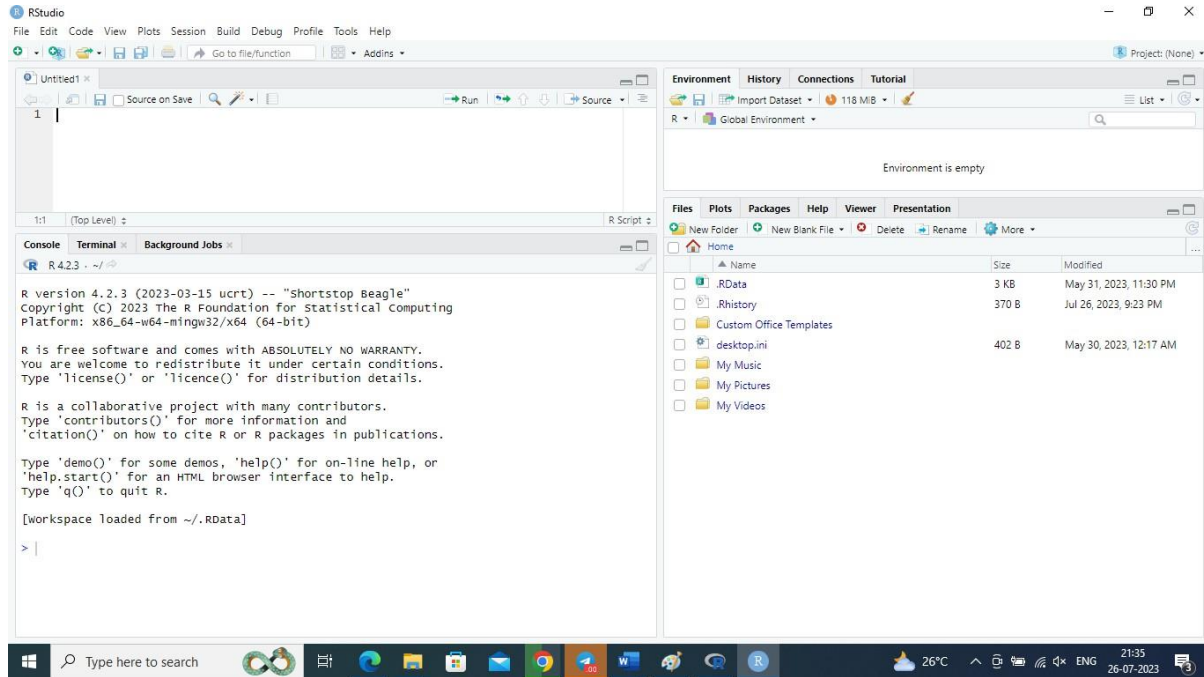 RStudio
File Edit Code View Plots Session Build Debug Profile Tools Help
Go to file/function Addins Project: (None)
Untitled1
Source on Save Run Source
1
1:1 (Top Level) R Script
Console Terminal Background Jobs
R 4.2.3 . ~/
R version 4.2.3 (2023-03-15 ucrt) -- "Shortstop Beagle"
Copyright (C) 2023 The R Foundation for Statistical Computing
Platform: x86_64-w64-mingw32/x64 (64-bit)
R is free software and comes with ABSOLUTELY NO WARRANTY.
You are welcome to redistribute it under certain conditions.
Type 'license()' or 'licence()' for distribution details.
R is a collaborative project with many contributors.
Type 'contributors()' for more information and
'citation()' on how to cite R or R packages in publications.
Type 'demo()' for some demos, 'help()' for on-line help, or
'help.start()' for an HTML browser interface to help.
Type 'q()' to quit R.
[Workspace loaded from ~/.RData]
>
Environment History Connections Tutorial
Import Dataset 118 MiB List
R Global Environment
Environment is empty
Files Plots Packages Help Viewer Presentation
New Folder New Blank File Delete Rename More
Home ...
Name Size Modified
.RData 3 KB May 31, 2023, 11:30 PM
.Rhistory 370 B Jul 26, 2023, 9:23 PM
Custom Office Templates
desktop.ini 402 B May 30, 2023, 12:17 AM
My Music
My Pictures
My Videos
Type here to search 26°C ENG 21:35
26-07-2023 3